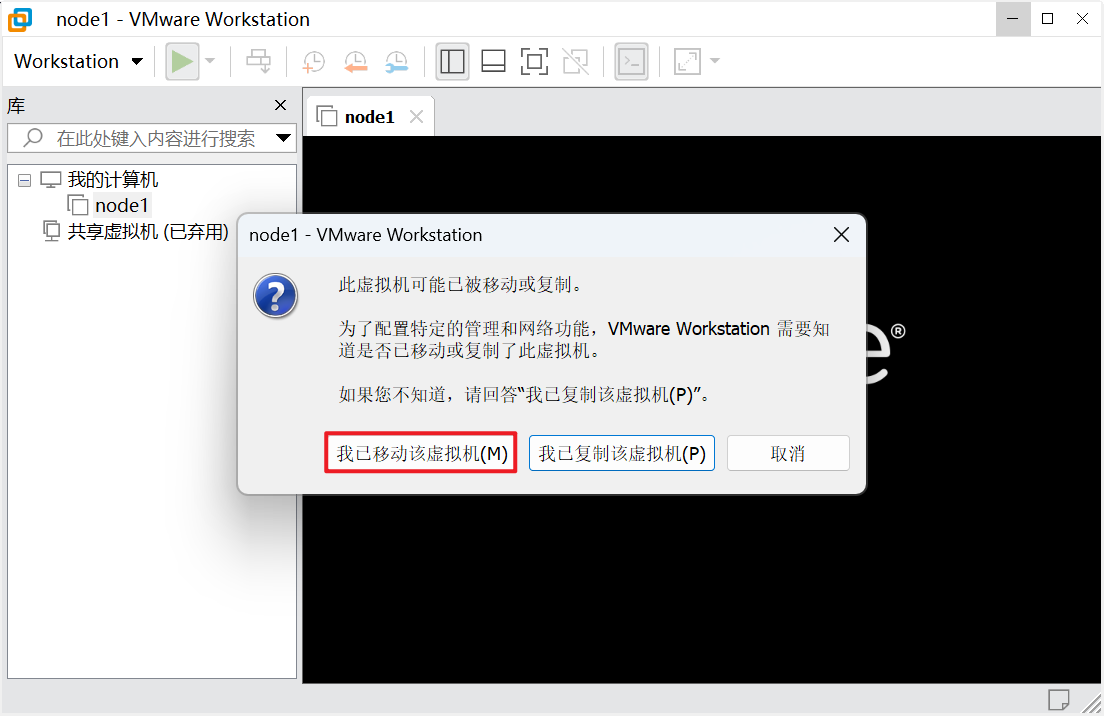 node1 - VMware Workstation
Workstation
库
node1
在此处键入内容进行搜索
我的计算机
node1
共享虚拟机 (已弃用)
node1 - VMware Workstation
此虚拟机可能已被移动或复制。
为了配置特定的管理和网络功能，VMware Workstation 需要知
道是否已移动或复制了此虚拟机。
如果您不知道，请回答“我已复制该虚拟机(P)”。
我已移动该虚拟机(M)
我已复制该虚拟机(P)
取消
e®